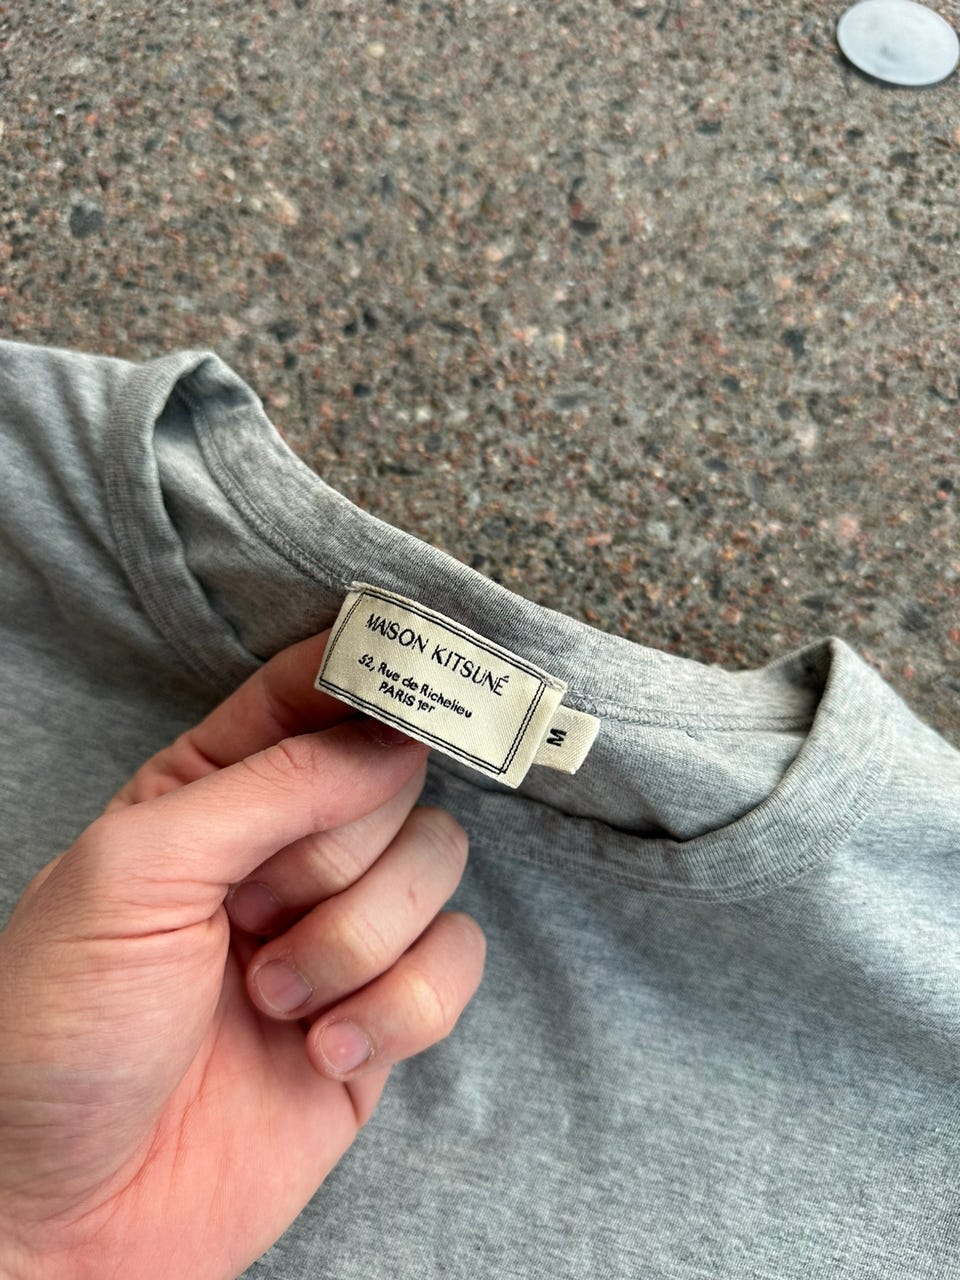 MAISON KITSUNÉ
52, Rue de Richelieu
PARIS 1er
M